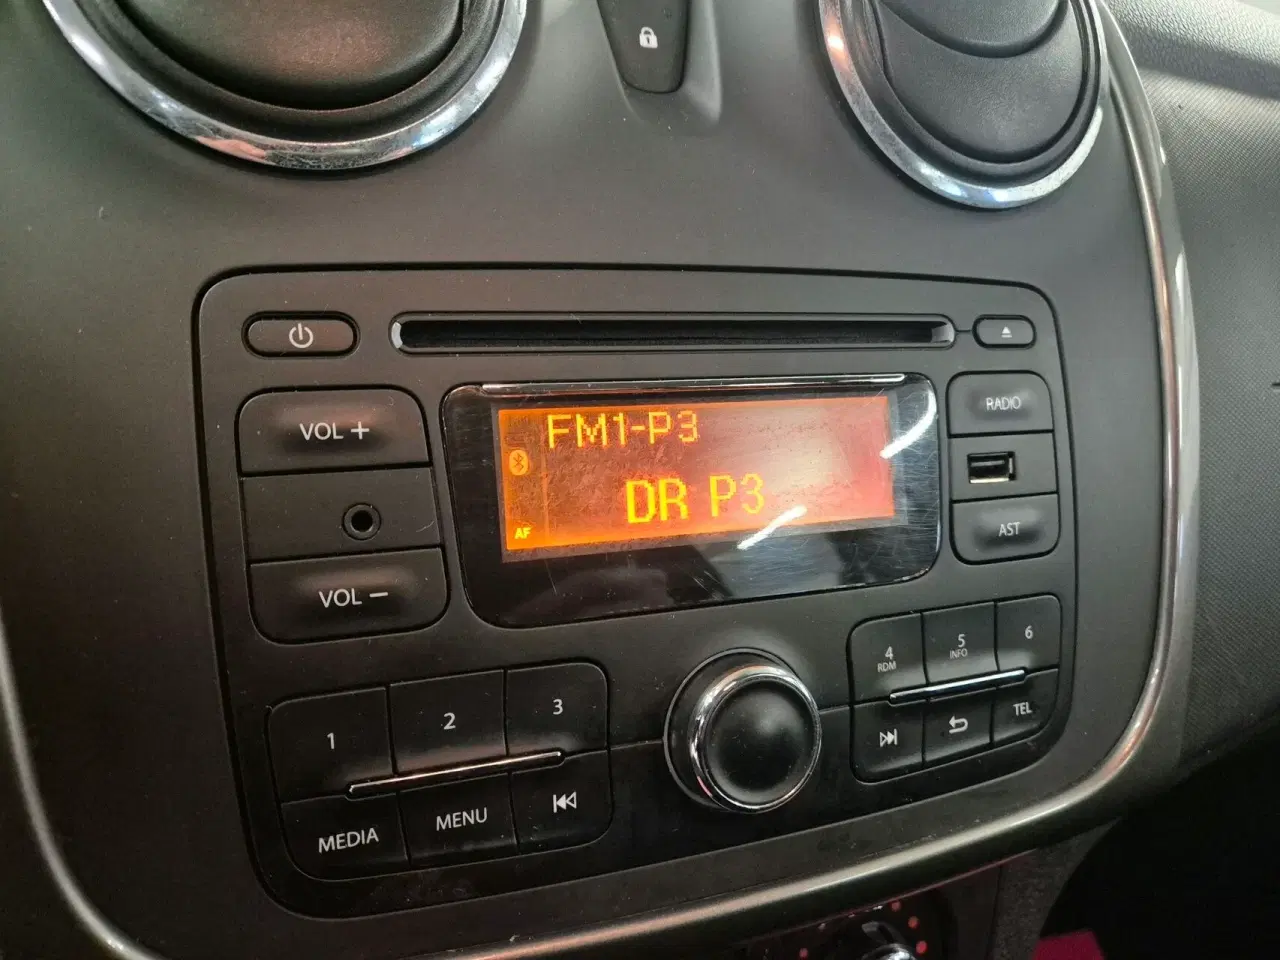 VOL +
RADIO
FM1-P3
DR P3
AF
AST
VOL −
1
2
3
4
RDM
5
INFO
6
MEDIA
MENU
TEL